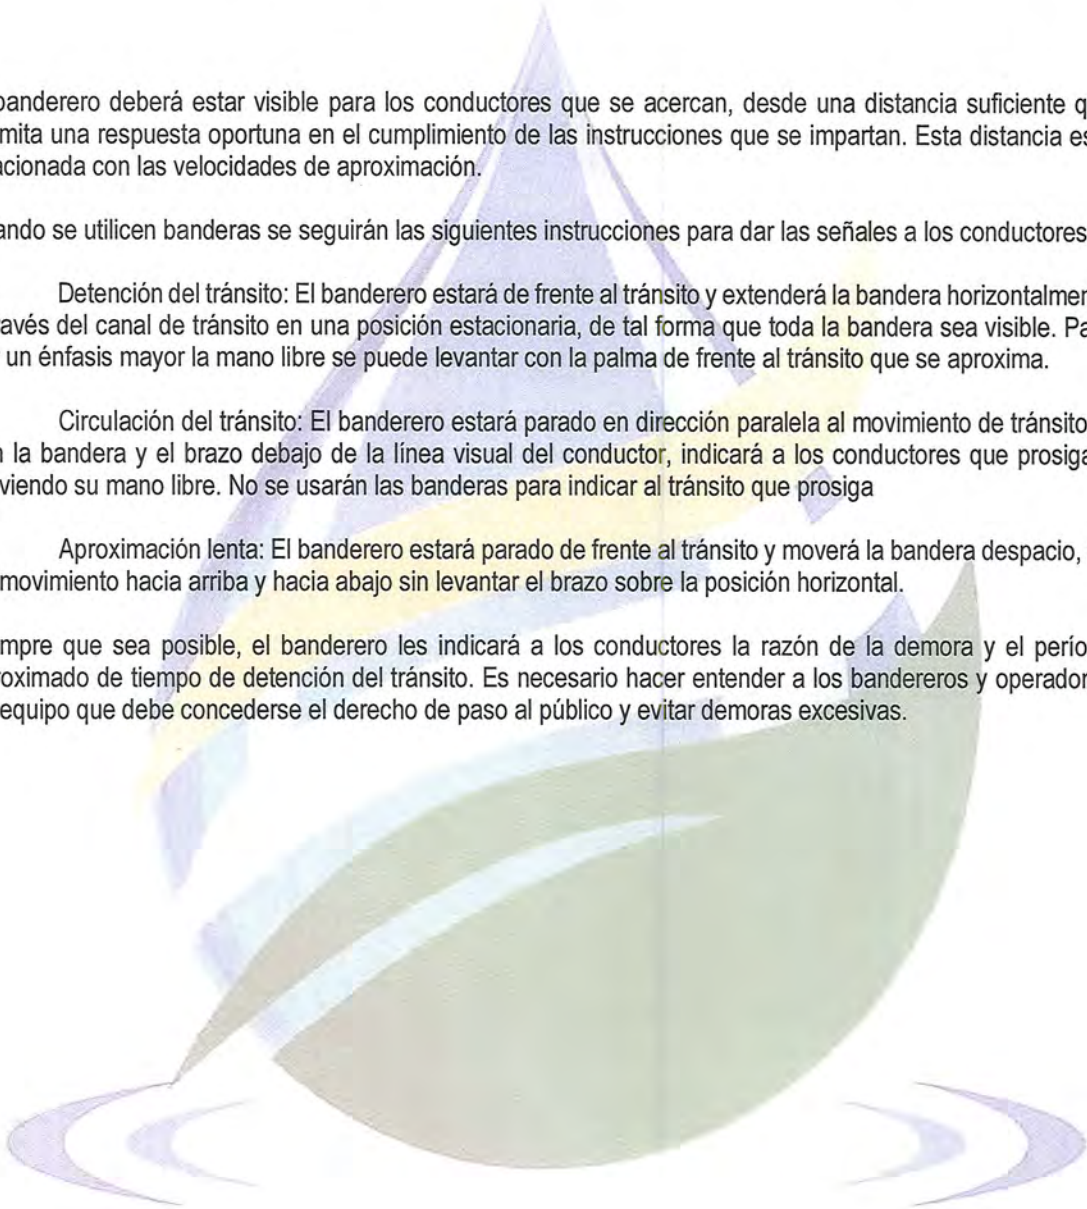 banderero deberá estar visible para los conductores que se acercan, desde una distancia suficiente q
mita una respuesta oportuna en el cumplimiento de las instrucciones que se impartan. Esta distancia es
acionada con las velocidades de aproximación.
ando se utilicen banderas se seguirán las siguientes instrucciones para dar las señales a los conductores
Detención del tránsito: El banderero estará de frente al tránsito y extenderá la bandera horizontalmen
ravés del canal de tránsito en una posición estacionaria, de tal forma que toda la bandera sea visible. Pa
un énfasis mayor la mano libre se puede levantar con la palma de frente al tránsito que se aproxima.
Circulación del tránsito: El banderero estará parado en dirección paralela al movimiento de tránsito
n la bandera y el brazo debajo de la línea visual del conductor, indicará a los conductores que prosiga
viendo su mano libre. No se usarán las banderas para indicar al tránsito que prosiga
Aproximación lenta: El banderero estará parado de frente al tránsito y moverá la bandera despacio,
movimiento hacia arriba y hacia abajo sin levantar el brazo sobre la posición horizontal.
mpre que sea posible, el banderero les indicará a los conductores la razón de la demora y el perío
roximado de tiempo de detención del tránsito. Es necesario hacer entender a los bandereros y operador
equipo que debe concederse el derecho de paso al público y evitar demoras excesivas.